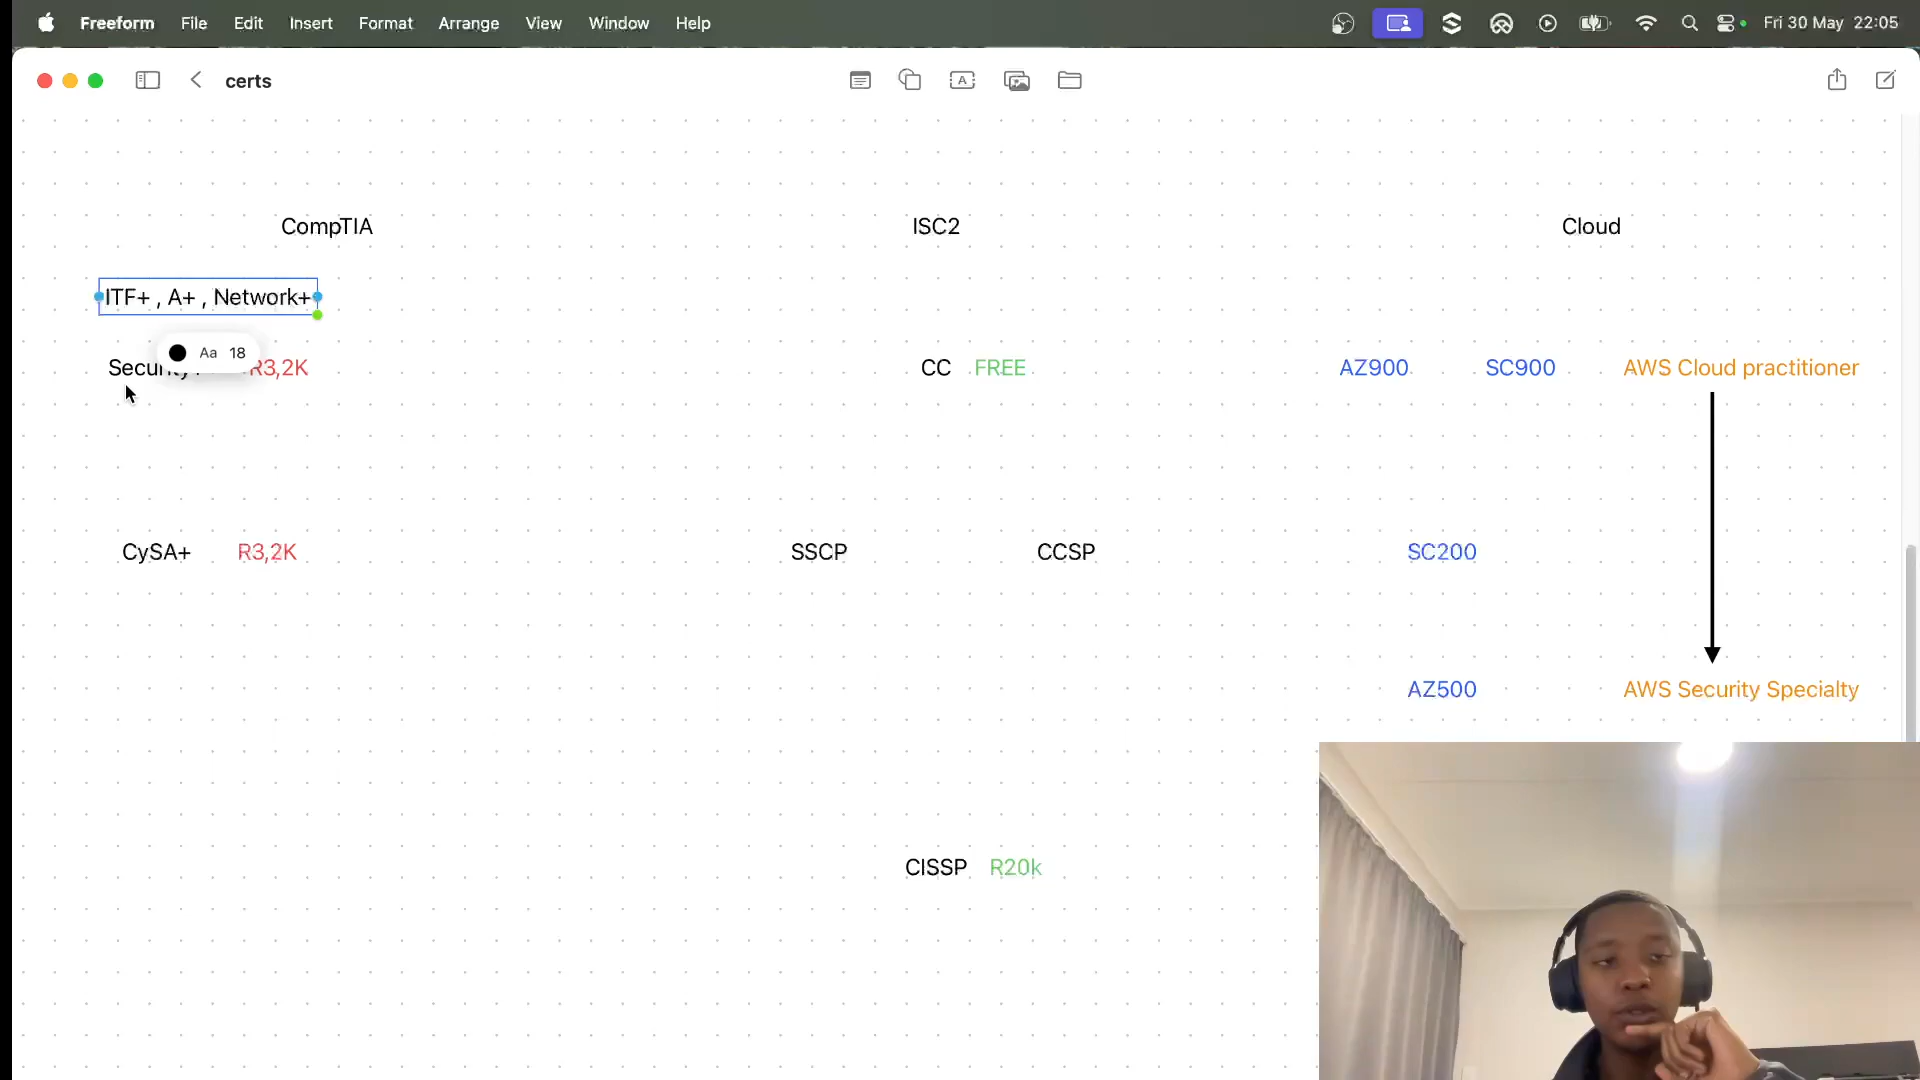 Freeform File Edit Insert Format Arrange View Window Help Fri 30 May 22:05
certs
CompTIA ISC2 Cloud
ITF+ , A+ , Network+
Aa 18
Security+ R3,2K CC FREE AZ900 SC900 AWS Cloud practitioner
CySA+ R3,2K SSCP CCSP SC200
AZ500 AWS Security Specialty
CISSP R20k